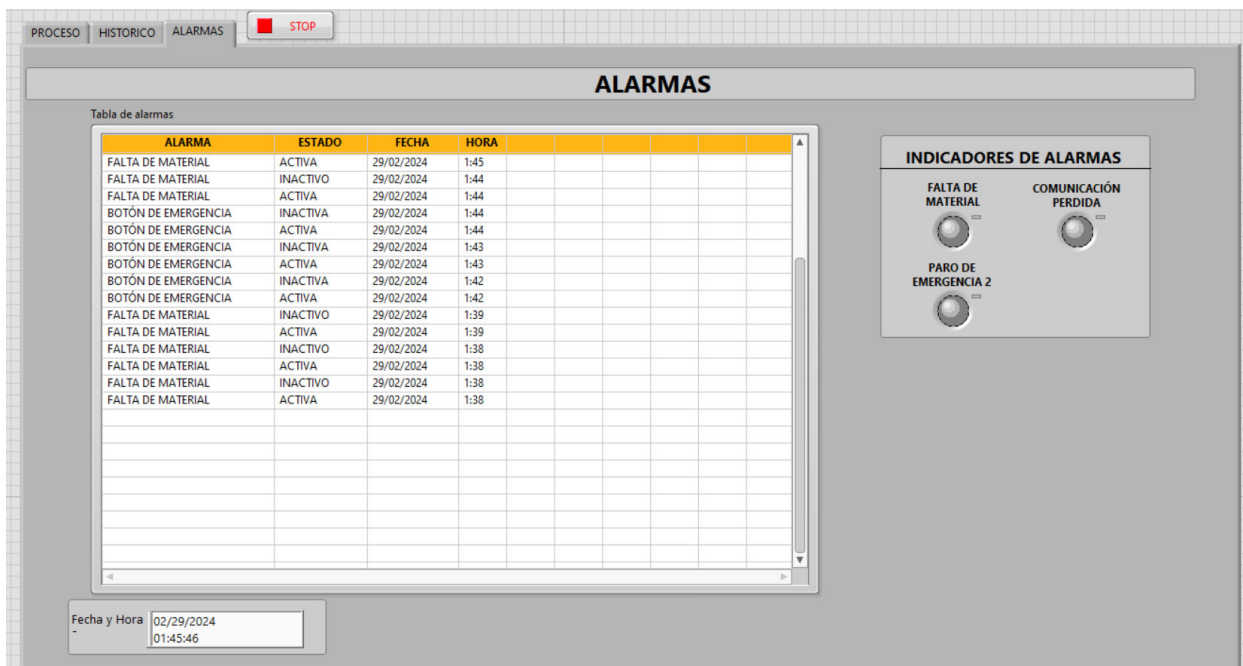 PROCESO HISTORICO ALARMAS STOP
ALARMAS
Tabla de alarmas
ALARMA ESTADO FECHA HORA
FALTA DE MATERIAL ACTIVA 29/02/2024 1:45
FALTA DE MATERIAL INACTIVO 29/02/2024 1:44
FALTA DE MATERIAL ACTIVA 29/02/2024 1:44
BOTÓN DE EMERGENCIA INACTIVA 29/02/2024 1:44
BOTÓN DE EMERGENCIA ACTIVA 29/02/2024 1:44
BOTÓN DE EMERGENCIA INACTIVA 29/02/2024 1:43
BOTÓN DE EMERGENCIA ACTIVA 29/02/2024 1:43
BOTÓN DE EMERGENCIA INACTIVA 29/02/2024 1:42
BOTÓN DE EMERGENCIA ACTIVA 29/02/2024 1:42
FALTA DE MATERIAL INACTIVO 29/02/2024 1:39
FALTA DE MATERIAL ACTIVA 29/02/2024 1:39
FALTA DE MATERIAL INACTIVO 29/02/2024 1:38
FALTA DE MATERIAL ACTIVA 29/02/2024 1:38
FALTA DE MATERIAL INACTIVO 29/02/2024 1:38
FALTA DE MATERIAL ACTIVA 29/02/2024 1:38
INDICADORES DE ALARMAS
FALTA DE
MATERIAL
COMUNICACIÓN
PERDIDA
PARO DE
EMERGENCIA 2
Fecha y Hora 02/29/2024
- 01:45:46